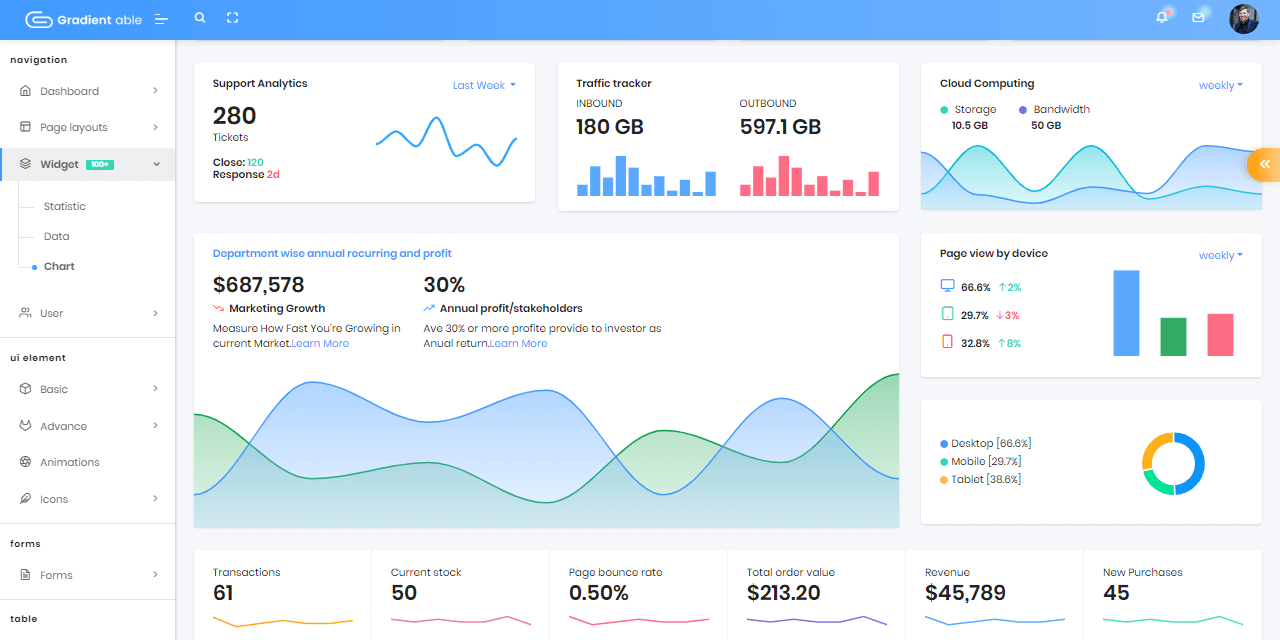 Gradient able
navigation
Dashboard
Page layouts
Widget 100+
Statistic
Data
Chart
User
ui element
Basic
Advance
Animations
Icons
forms
Forms
table
Support Analytics
Last Week
280
Tickets
Close: 120
Response 2d
Traffic tracker
INBOUND
180 GB
OUTBOUND
597.1 GB
Cloud Computing
weekly
Storage
10.5 GB
Bandwidth
50 GB
Department wise annual recurring and profit
$687,578
Marketing Growth
Measure How Fast You're Growing in
current Market.Learn More
30%
Annual profit/stakeholders
Ave 30% or more profite provide to investor as
Anual return.Learn More
Page view by device
weekly
66.6% ↑2%
29.7% ↓3%
32.8% ↑8%
Desktop [66.6%]
Mobile [29.7%]
Tablet [38.6%]
Transactions
61
Current stock
50
Page bounce rate
0.50%
Total order value
$213.20
Revenue
$45,789
New Purchases
45